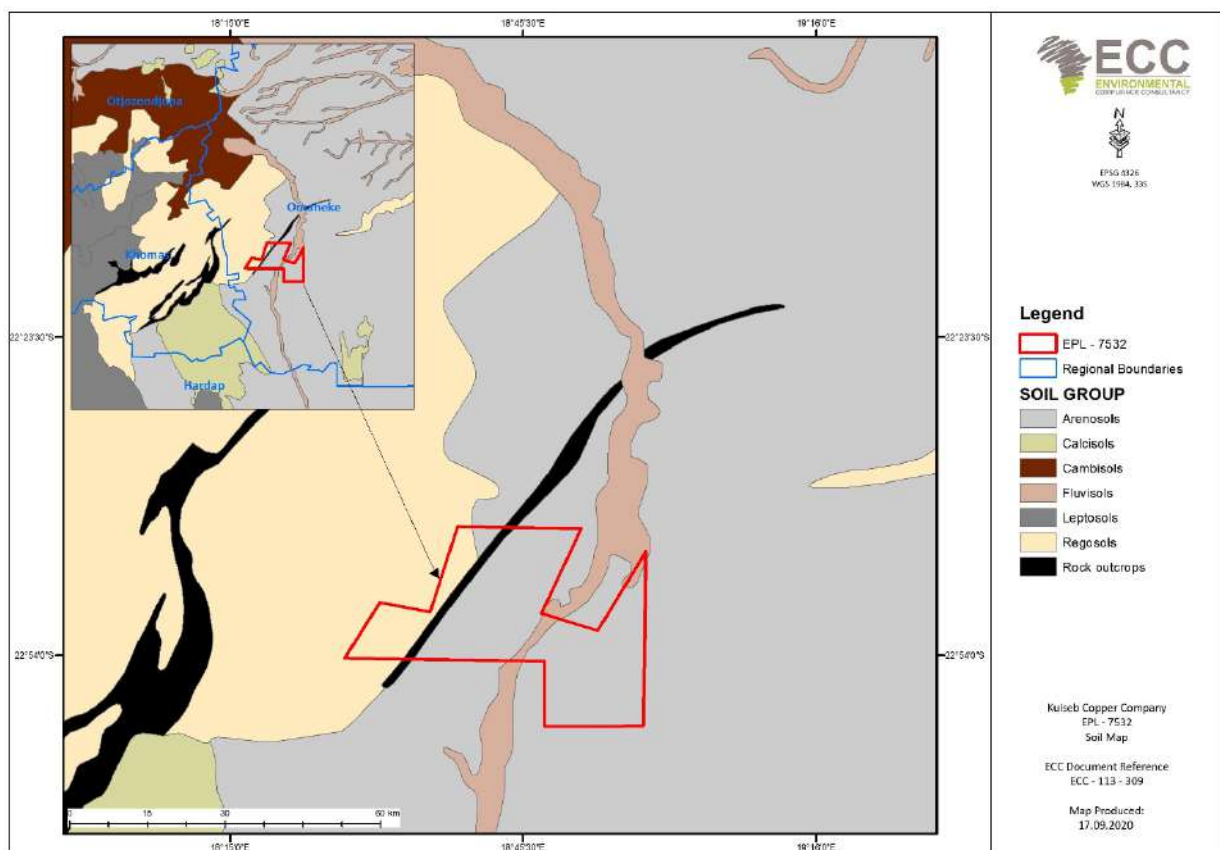 18°15'0"E
18°45'30"E
19°16'0"E
Otjozondjupa
Omaheke
Khomas
Hardap
22°23'30"S
22°23'30"S
22°54'0"S
22°54'0"S
0 15 30 60 km
18°15'0"E
18°45'30"E
19°16'0"E
ECC
ENVIRONMENTAL
COMPLIANCE CONSULTANCY
N
EPSG 4326
WGS 1984, 33S
Legend
EPL - 7532
Regional Boundaries
SOIL GROUP
Arenosols
Calcisols
Cambisols
Fluvisols
Leptosols
Regosols
Rock outcrops
Kuiseb Copper Company
EPL - 7532
Soil Map
ECC Document Reference
ECC - 113 - 309
Map Produced:
17.09.2020